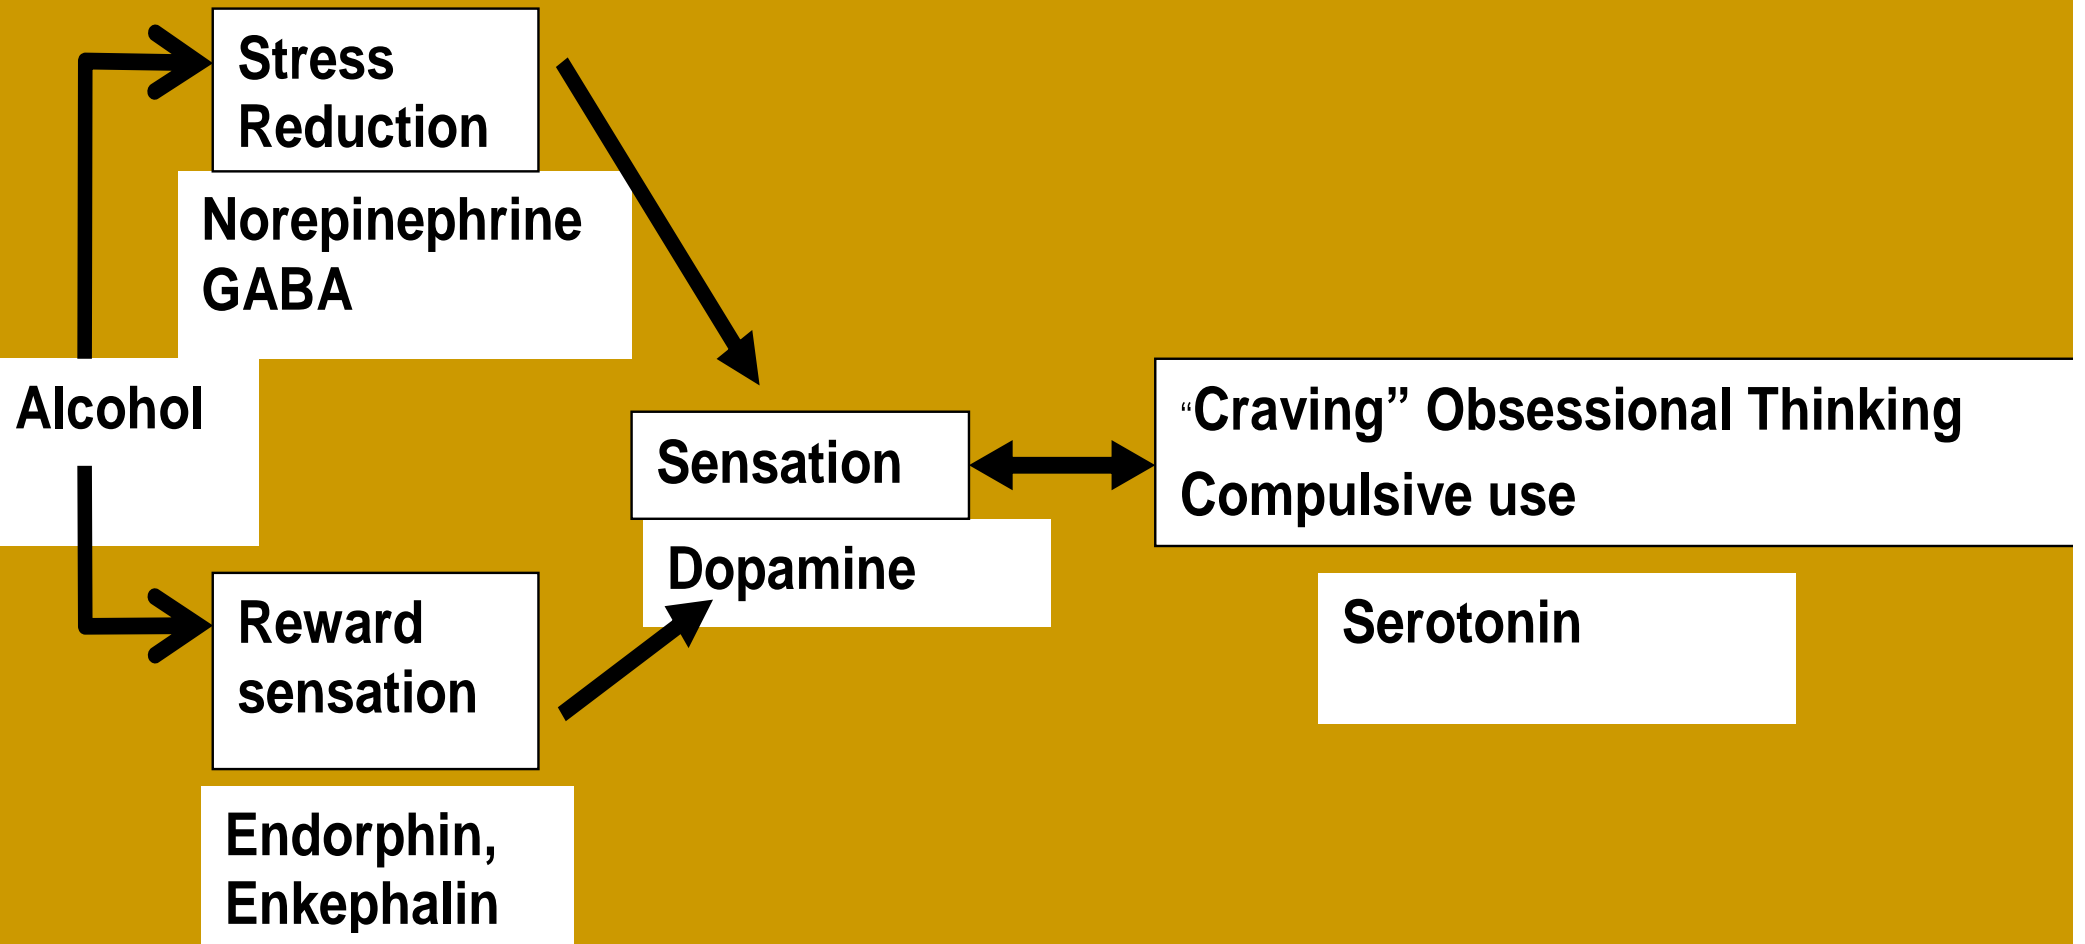 Stress
Reduction
Norepinephrine
GABA
Alcohol
Sensation
Dopamine
“Craving” Obsessional Thinking
Compulsive use
Serotonin
Reward
sensation
Endorphin,
Enkephalin